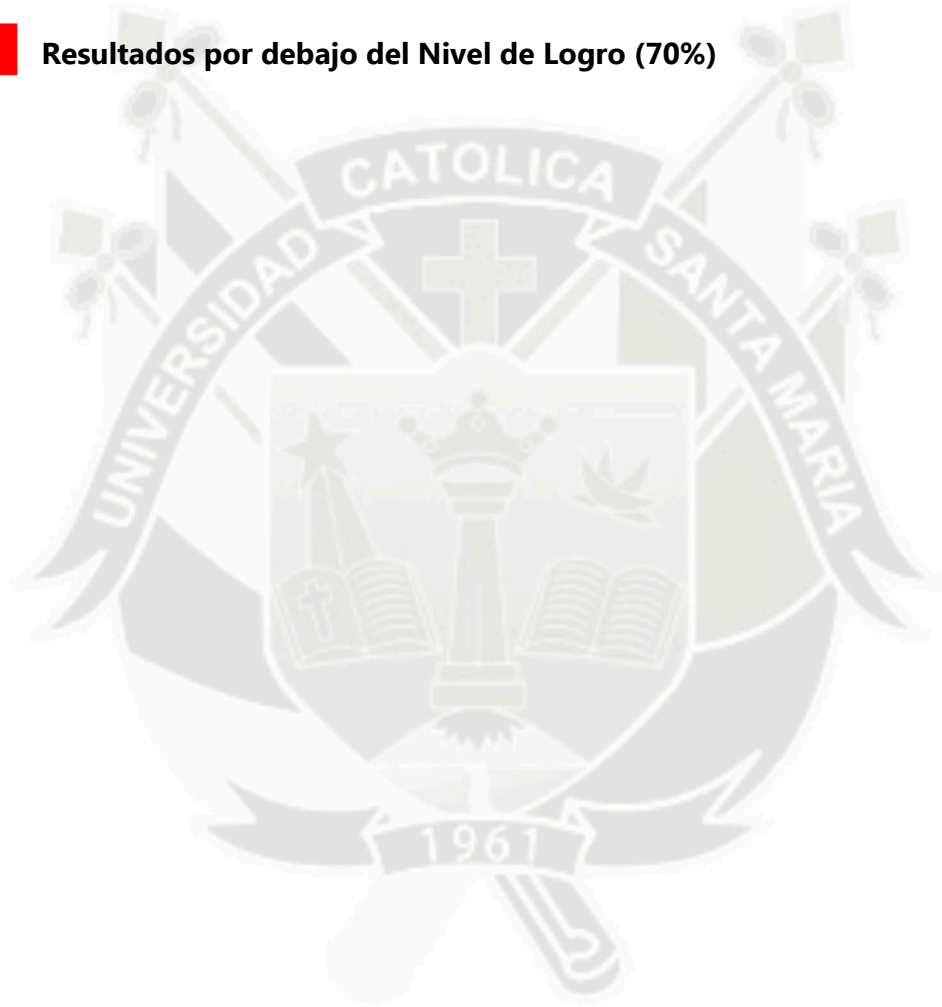 Resultados por debajo del Nivel de Logro (70%)
UNIVERSIDAD CATOLICA SANTA MARIA
1961